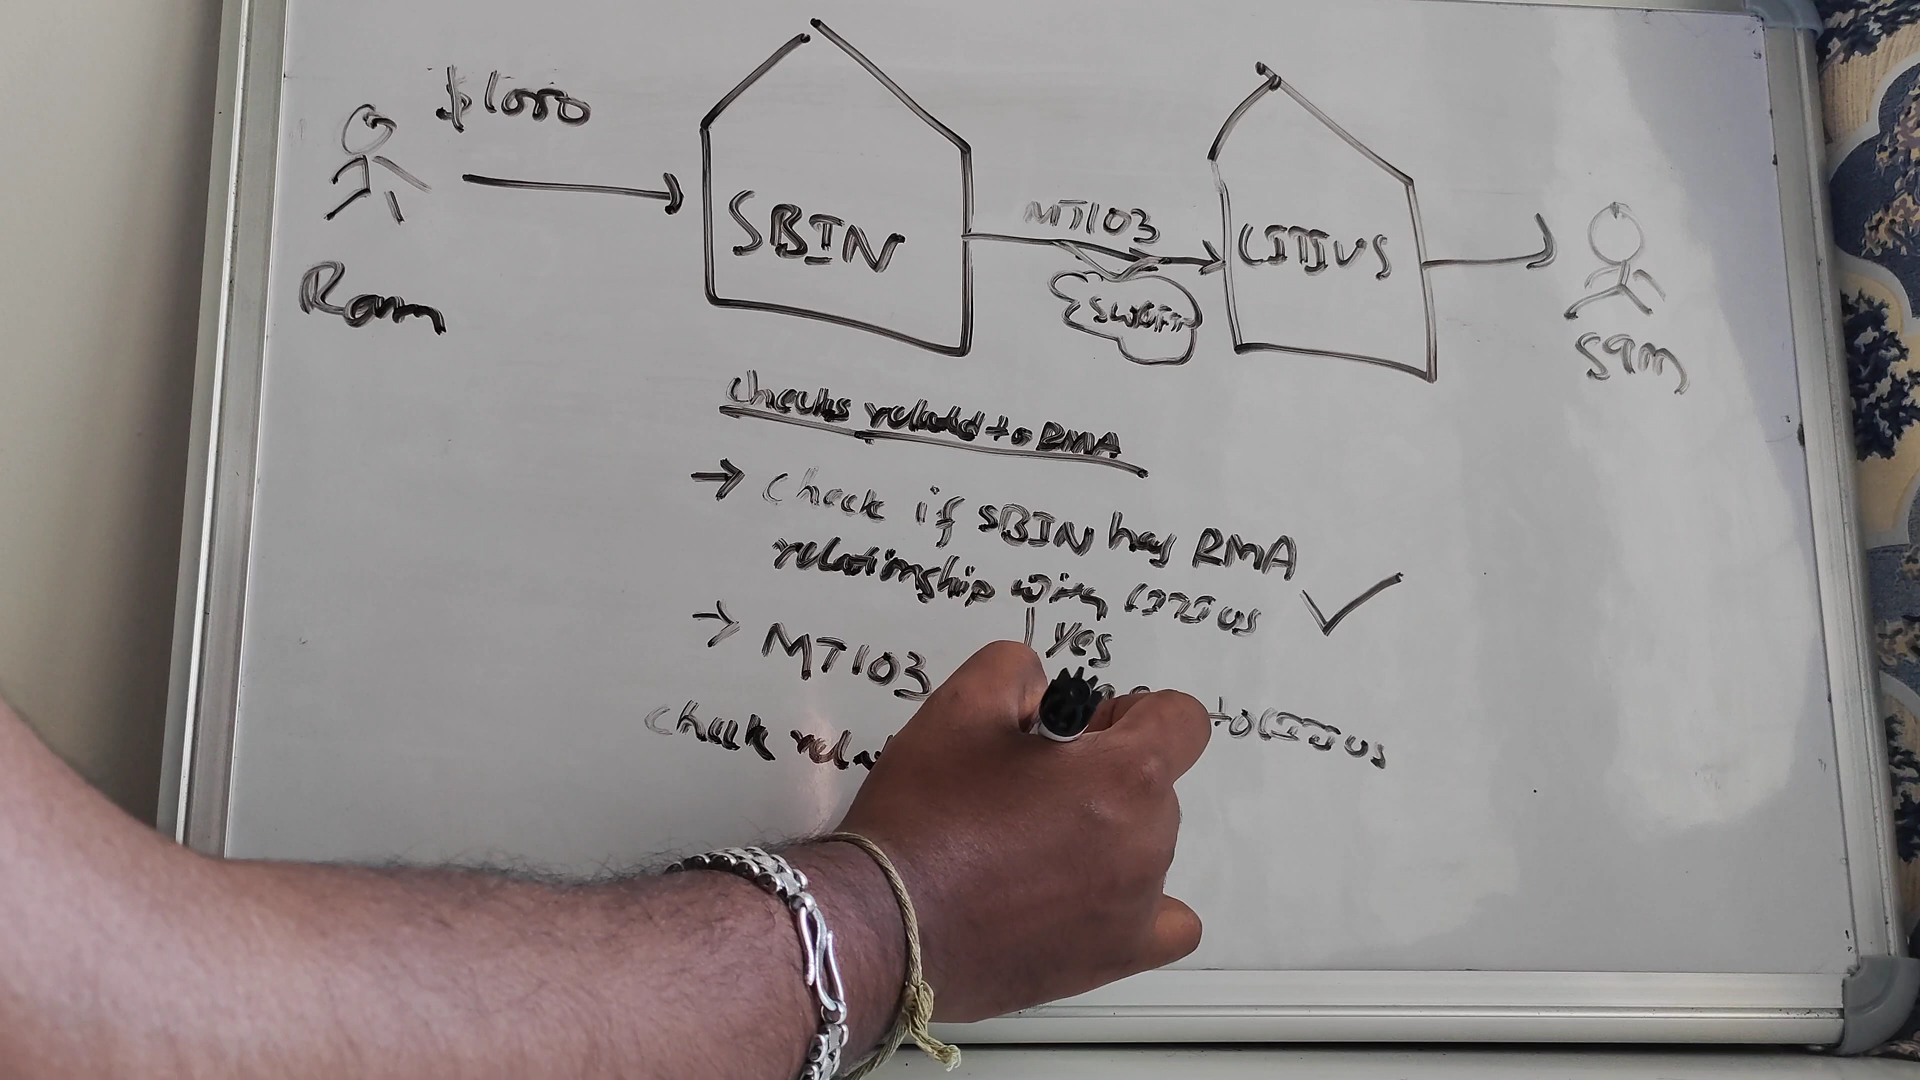 $1000
Ram
SBIN
MT103
SWIFT
CITIUS
Sam
Checks related to RMA
→ Check if SBIN has RMA
relationship with CITIUS ✓
yes
→ MT103 to CITIUS
Check